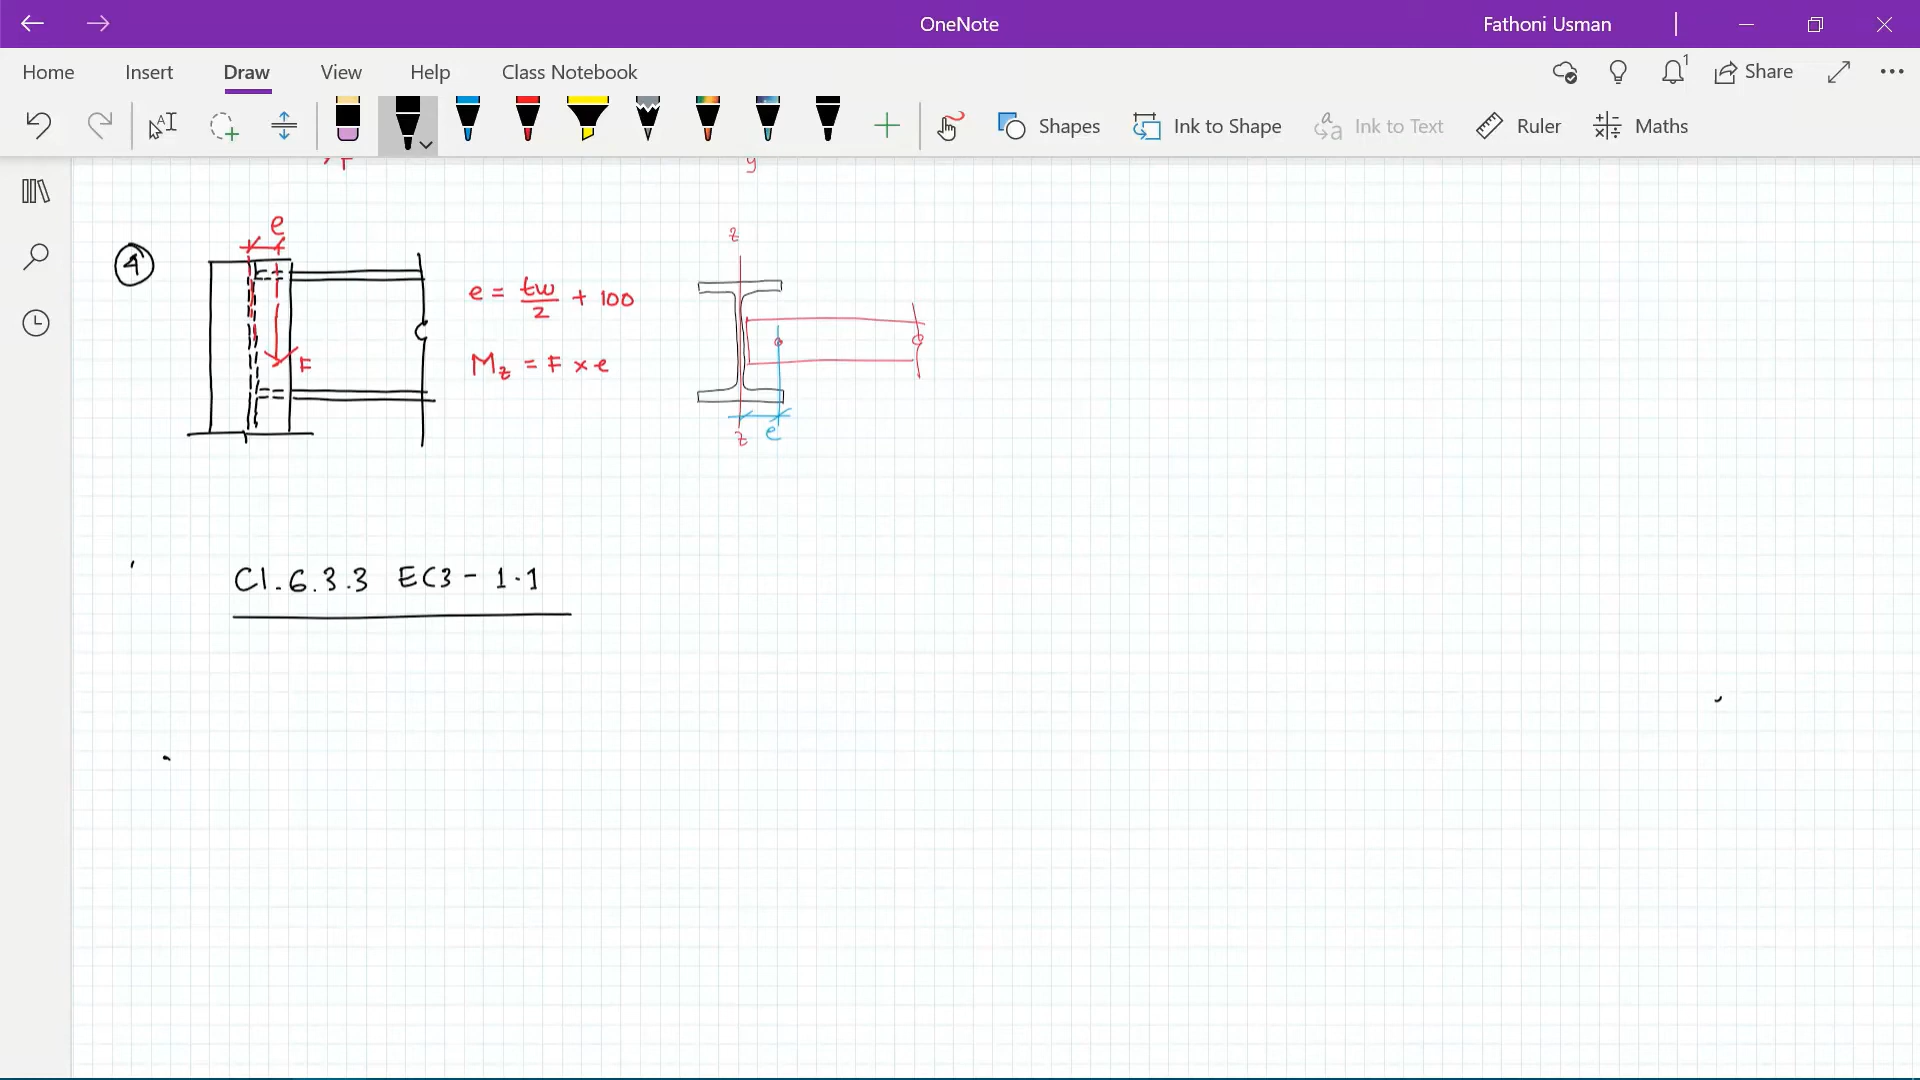 OneNote
Fathoni Usman
Home Insert Draw View Help Class Notebook
1
Share
Shapes Ink to Shape Ink to Text Ruler Maths
F
y
4
e
F
e = tw/2 + 100
Mz = F x e
z
z
e
Cl. 6.3.3 EC3 - 1.1